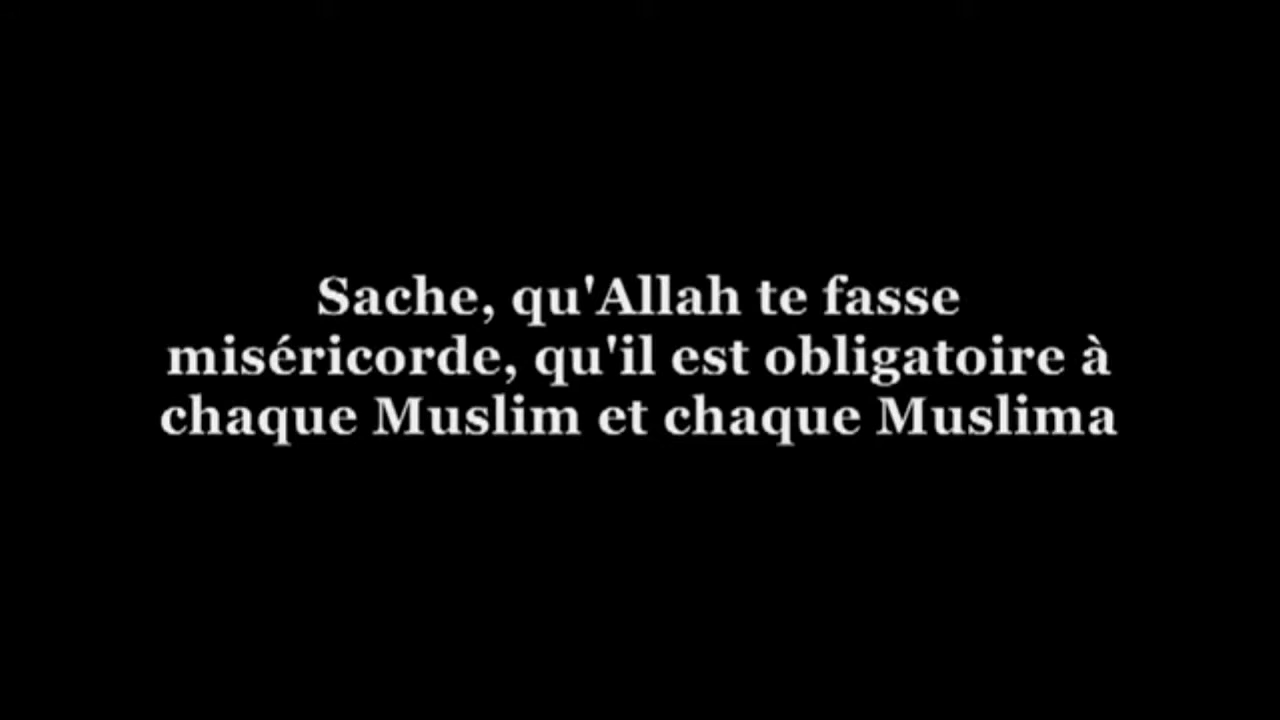 Sache, qu'Allah te fasse
miséricorde, qu'il est obligatoire à
chaque Muslim et chaque Muslima